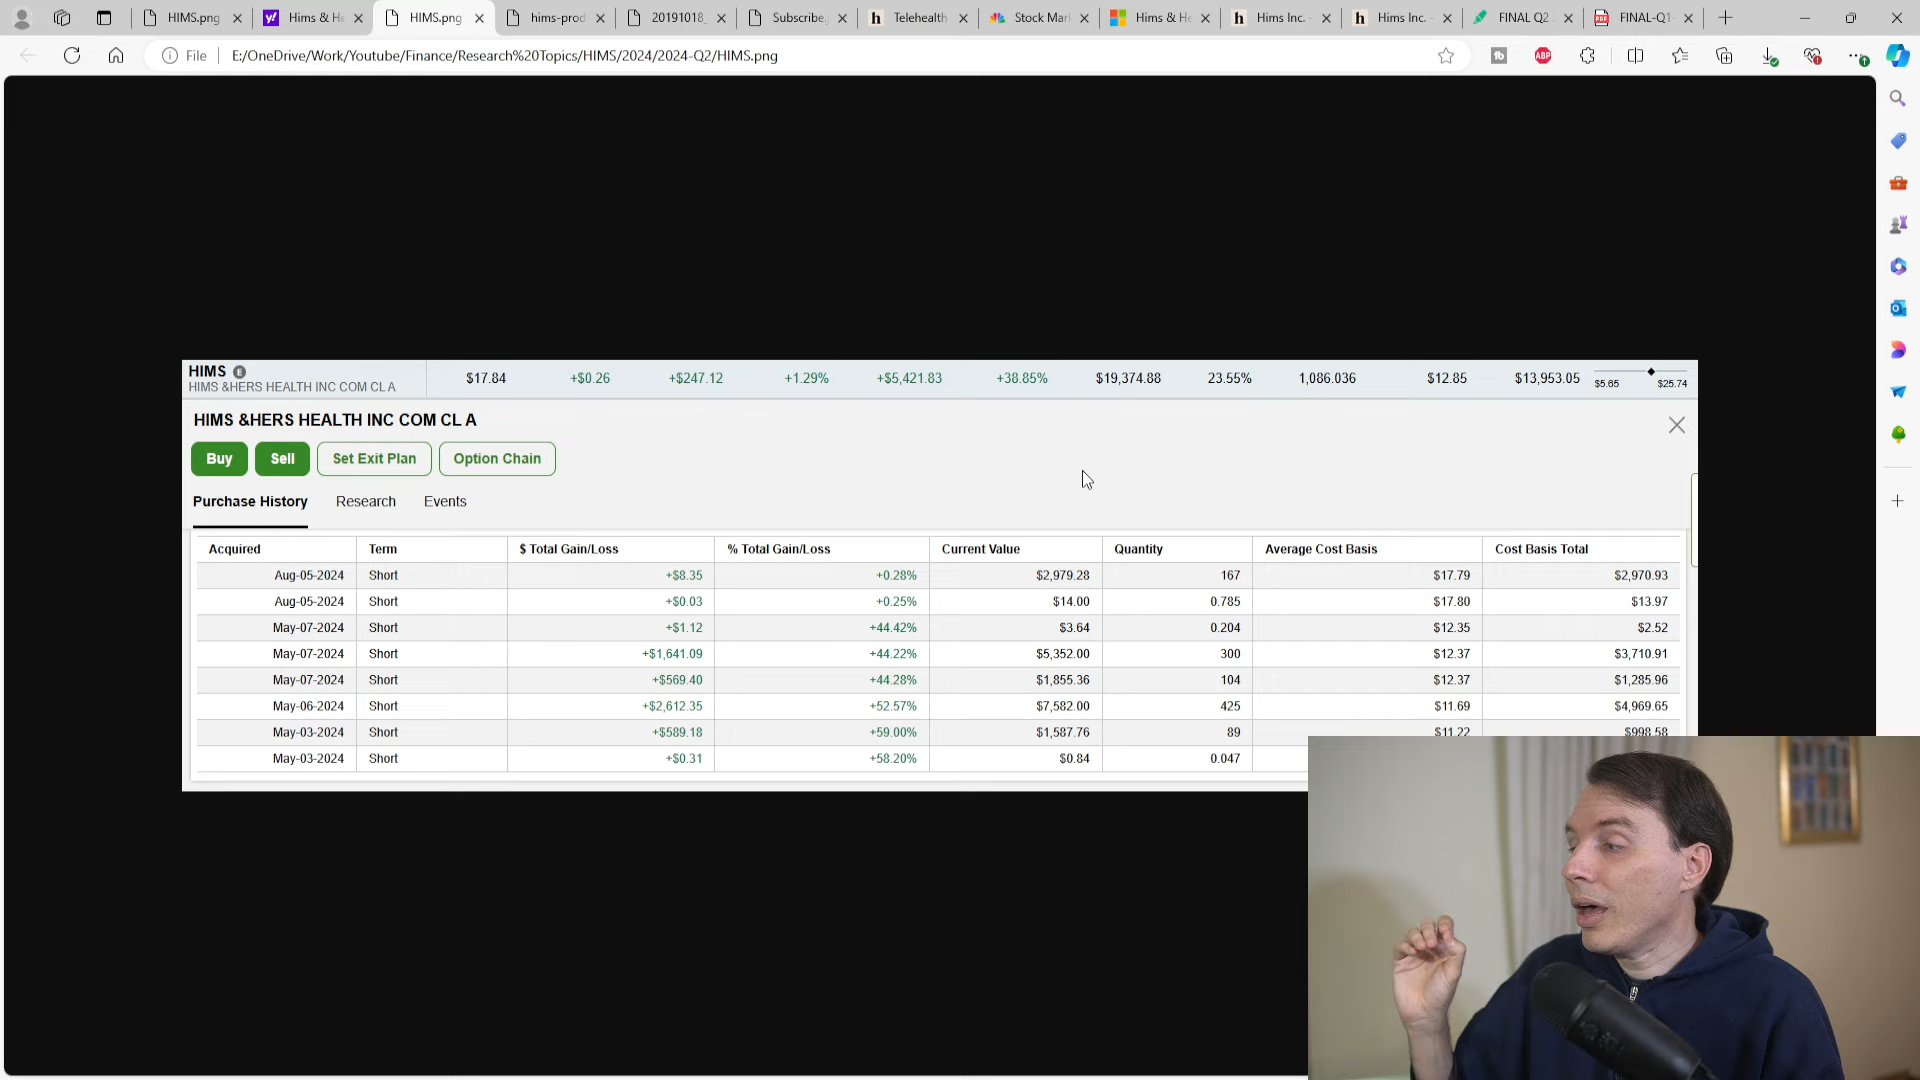 HIMS.png
Hims & He
HIMS.png
hims-prod
20191018_
Subscribe.
Telehealth
Stock Mar
Hims & He
Hims Inc. -
Hims Inc. -
FINAL Q2
FINAL-Q1-
File E:/OneDrive/Work/Youtube/Finance/Research%20Topics/HIMS/2024/2024-Q2/HIMS.png
ABP
HIMS E
HIMS &HERS HEALTH INC COM CL A
$17.84 +$0.26 +$247.12 +1.29% +$5,421.83 +38.85% $19,374.88 23.55% 1,086.036 $12.85 $13,953.05 $5.65 $25.74
HIMS &HERS HEALTH INC COM CL A
Buy Sell Set Exit Plan Option Chain
Purchase History Research Events
Acquired Term $ Total Gain/Loss % Total Gain/Loss Current Value Quantity Average Cost Basis Cost Basis Total
Aug-05-2024 Short +$8.35 +0.28% $2,979.28 167 $17.79 $2,970.93
Aug-05-2024 Short +$0.03 +0.25% $14.00 0.785 $17.80 $13.97
May-07-2024 Short +$1.12 +44.42% $3.64 0.204 $12.35 $2.52
May-07-2024 Short +$1,641.09 +44.22% $5,352.00 300 $12.37 $3,710.91
May-07-2024 Short +$569.40 +44.28% $1,855.36 104 $12.37 $1,285.96
May-06-2024 Short +$2,612.35 +52.57% $7,582.00 425 $11.69 $4,969.65
May-03-2024 Short +$589.18 +59.00% $1,587.76 89 $11.22 $998.58
May-03-2024 Short +$0.31 +58.20% $0.84 0.047